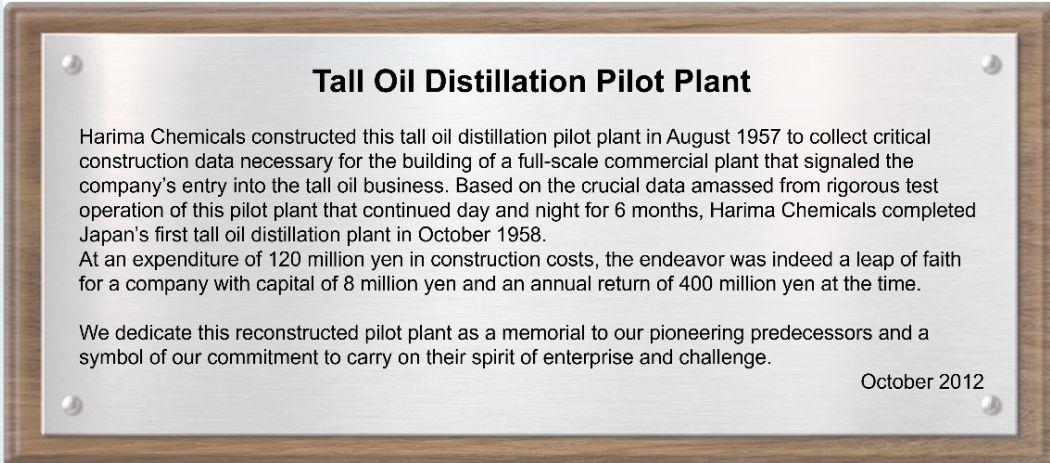 Tall Oil Distillation Pilot Plant
Harima Chemicals constructed this tall oil distillation pilot plant in August 1957 to collect critical
construction data necessary for the building of a full-scale commercial plant that signaled the
company's entry into the tall oil business. Based on the crucial data amassed from rigorous test
operation of this pilot plant that continued day and night for 6 months, Harima Chemicals completed
Japan's first tall oil distillation plant in October 1958.
At an expenditure of 120 million yen in construction costs, the endeavor was indeed a leap of faith
for a company with capital of 8 million yen and an annual return of 400 million yen at the time.
We dedicate this reconstructed pilot plant as a memorial to our pioneering predecessors and a
symbol of our commitment to carry on their spirit of enterprise and challenge.
October 2012